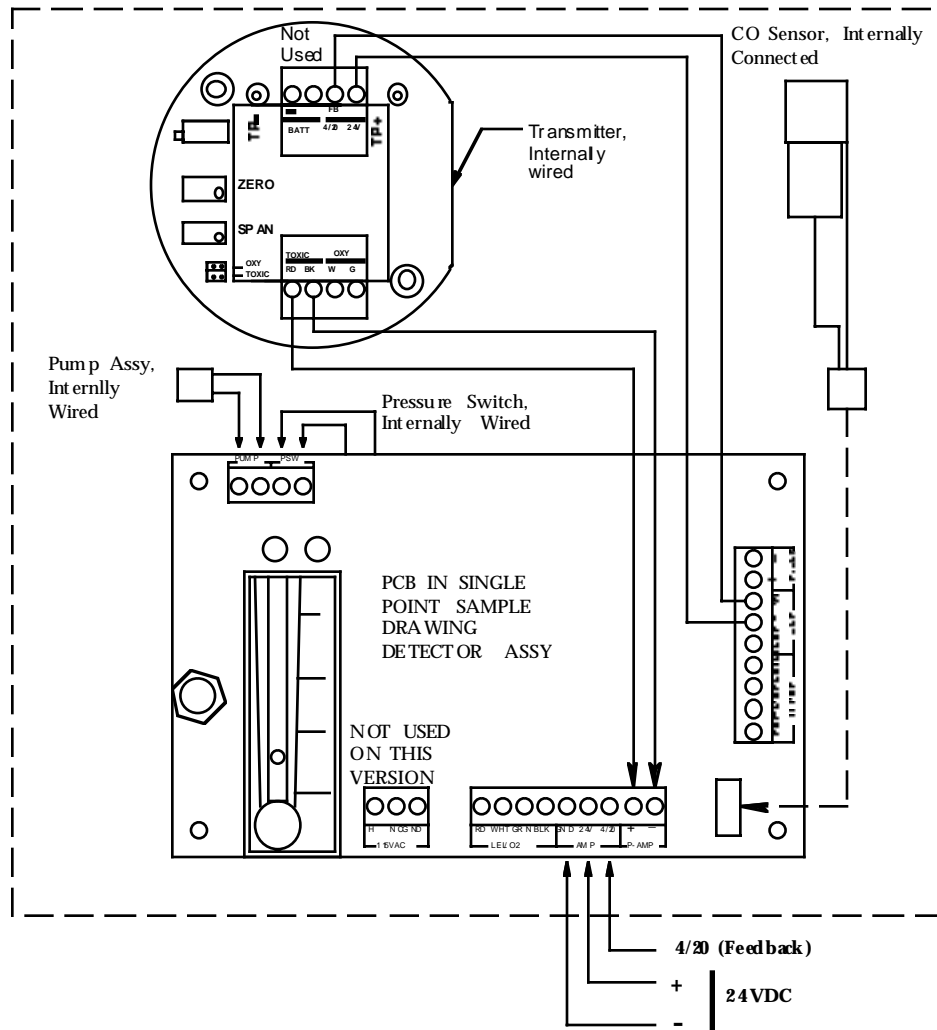 Not
Used
CO Sensor, Internally
Connected
FB
BATT 4/20 24V
TP+
Transmitter,
Internally
wired
ZERO
SPAN
OXY
TOXIC
TOXIC OXY
RD BK W G
Pump Assy,
Internlly
Wired
Pressure Switch,
Internally Wired
PUMP PSW
PCB IN SINGLE
POINT SAMPLE
DRAWING
DETECTOR ASSY
NOT USED
ON THIS
VERSION
H N CGND
115VAC
RD WHT GRN BLK GND 24V 4/20 + –
LEL/O2 AMP P-AMP
4/20 (Feedback)
+
24VDC
-